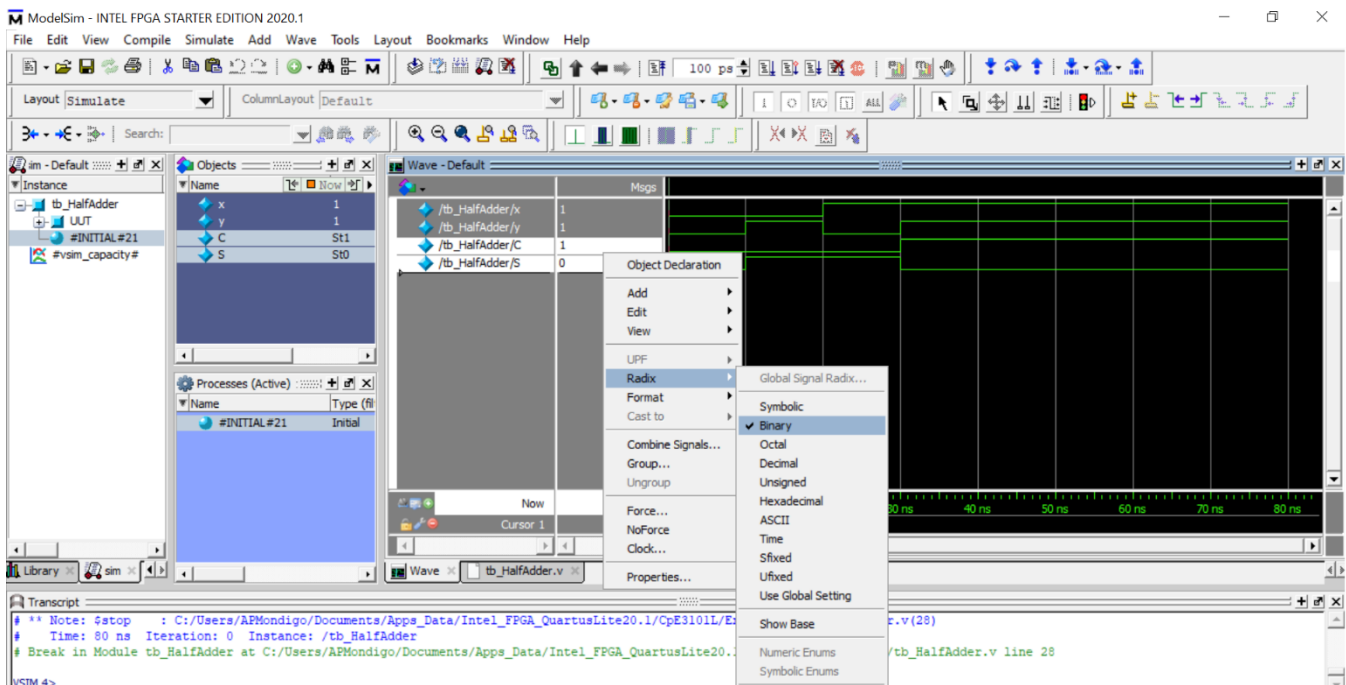 ModelSim - INTEL FPGA STARTER EDITION 2020.1
File Edit View Compile Simulate Add Wave Tools Layout Bookmarks Window Help
100 ps
Layout Simulate
ColumnLayout Default
Search:
sim - Default
Instance
tb_HalfAdder
UUT
#INITIAL#21
#vsim_capacity#
Library
sim
Objects
Name Now
x 1
y 1
C St1
S St0
Processes (Active)
Name Type (fil
#INITIAL#21 Initial
Wave - Default
Msgs
/tb_HalfAdder/x 1
/tb_HalfAdder/y 1
/tb_HalfAdder/C 1
/tb_HalfAdder/S 0
Now
Cursor 1
30 ns 40 ns 50 ns 60 ns 70 ns 80 ns
Wave
tb_HalfAdder.v
Object Declaration
Add
Edit
View
UPF
Radix
Format
Cast to
Combine Signals...
Group...
Ungroup
Force...
NoForce
Clock...
Properties...
Global Signal Radix...
Symbolic
Binary
Octal
Decimal
Unsigned
Hexadecimal
ASCII
Time
Sfixed
Ufixed
Use Global Setting
Show Base
Numeric Enums
Symbolic Enums
Transcript
# ** Note: $stop : C:/Users/APMondigo/Documents/Apps_Data/Intel_FPGA_QuartusLite20.1/CpE3101L/Ex r.v(28)
# Time: 80 ns Iteration: 0 Instance: /tb_HalfAdder
# Break in Module tb_HalfAdder at C:/Users/APMondigo/Documents/Apps_Data/Intel_FPGA_QuartusLite20. /tb_HalfAdder.v line 28
VSIM 4>